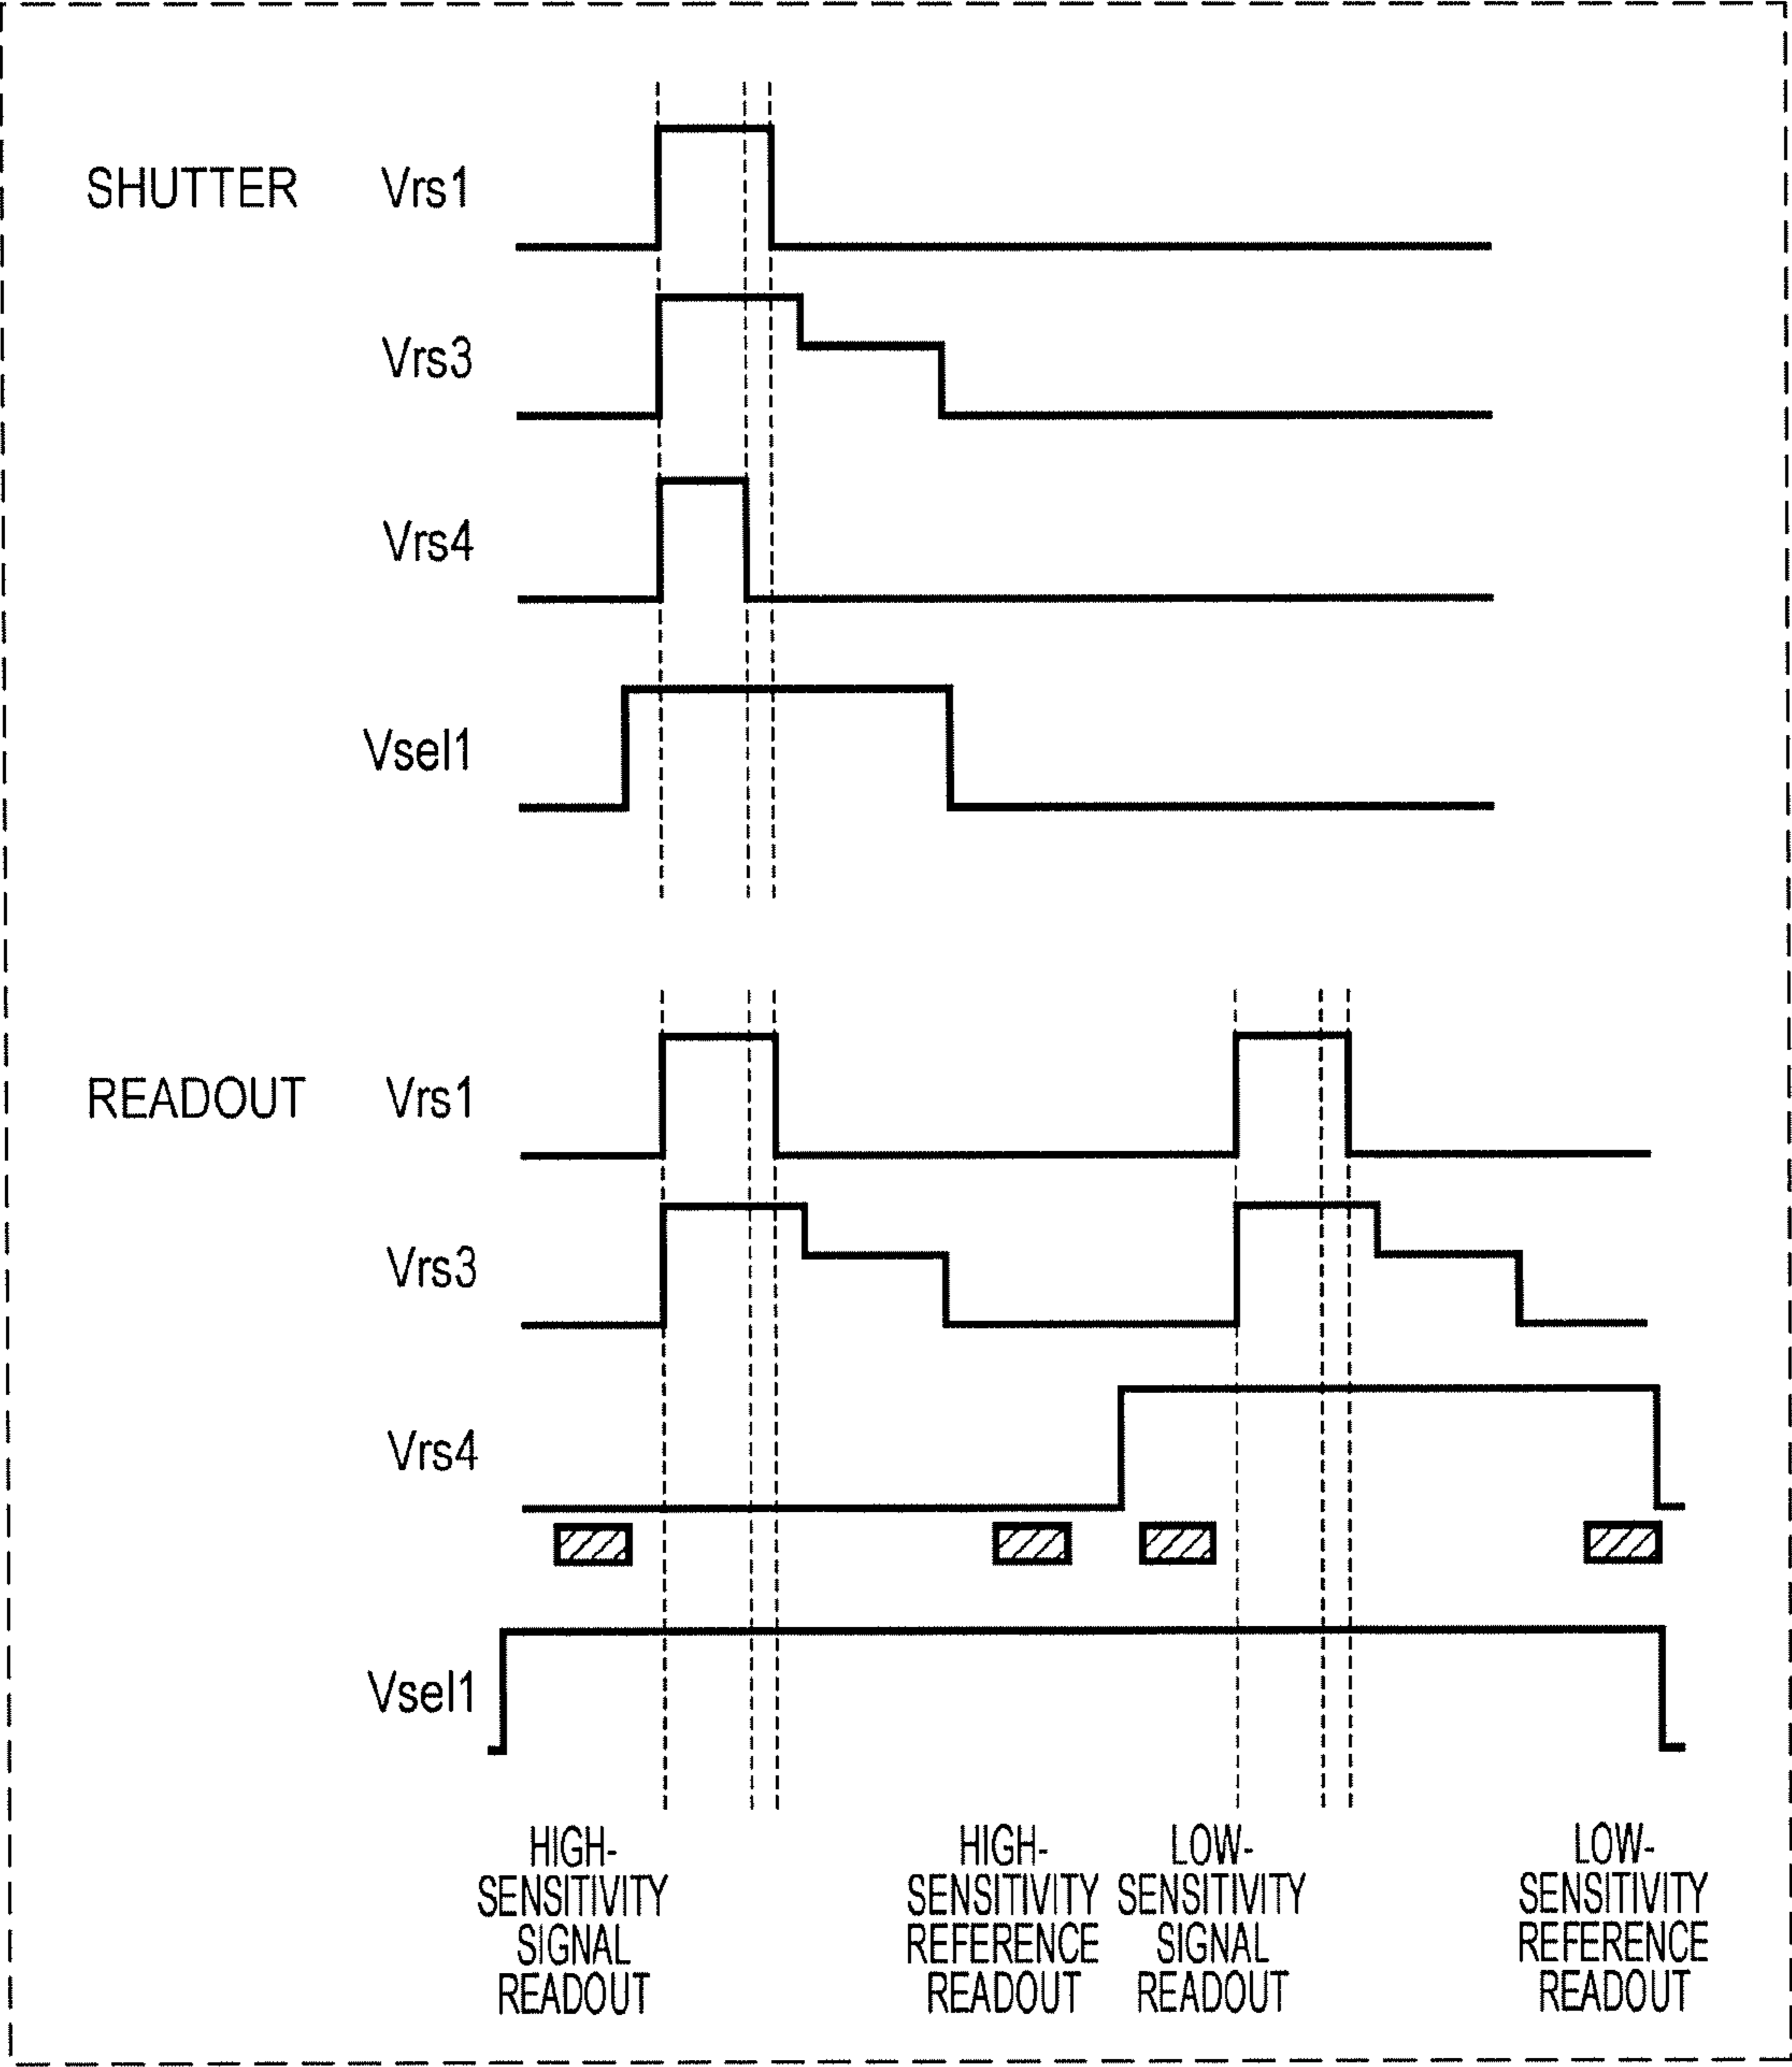 SHUTTER Vrs1
Vrs3
Vrs4
Vsel1
READOUT Vrs1
Vrs3
Vrs4
Vsel1
HIGH-
SENSITIVITY
SIGNAL
READOUT
HIGH-
SENSITIVITY
REFERENCE
READOUT
LOW-
SENSITIVITY
SIGNAL
READOUT
LOW-
SENSITIVITY
REFERENCE
READOUT